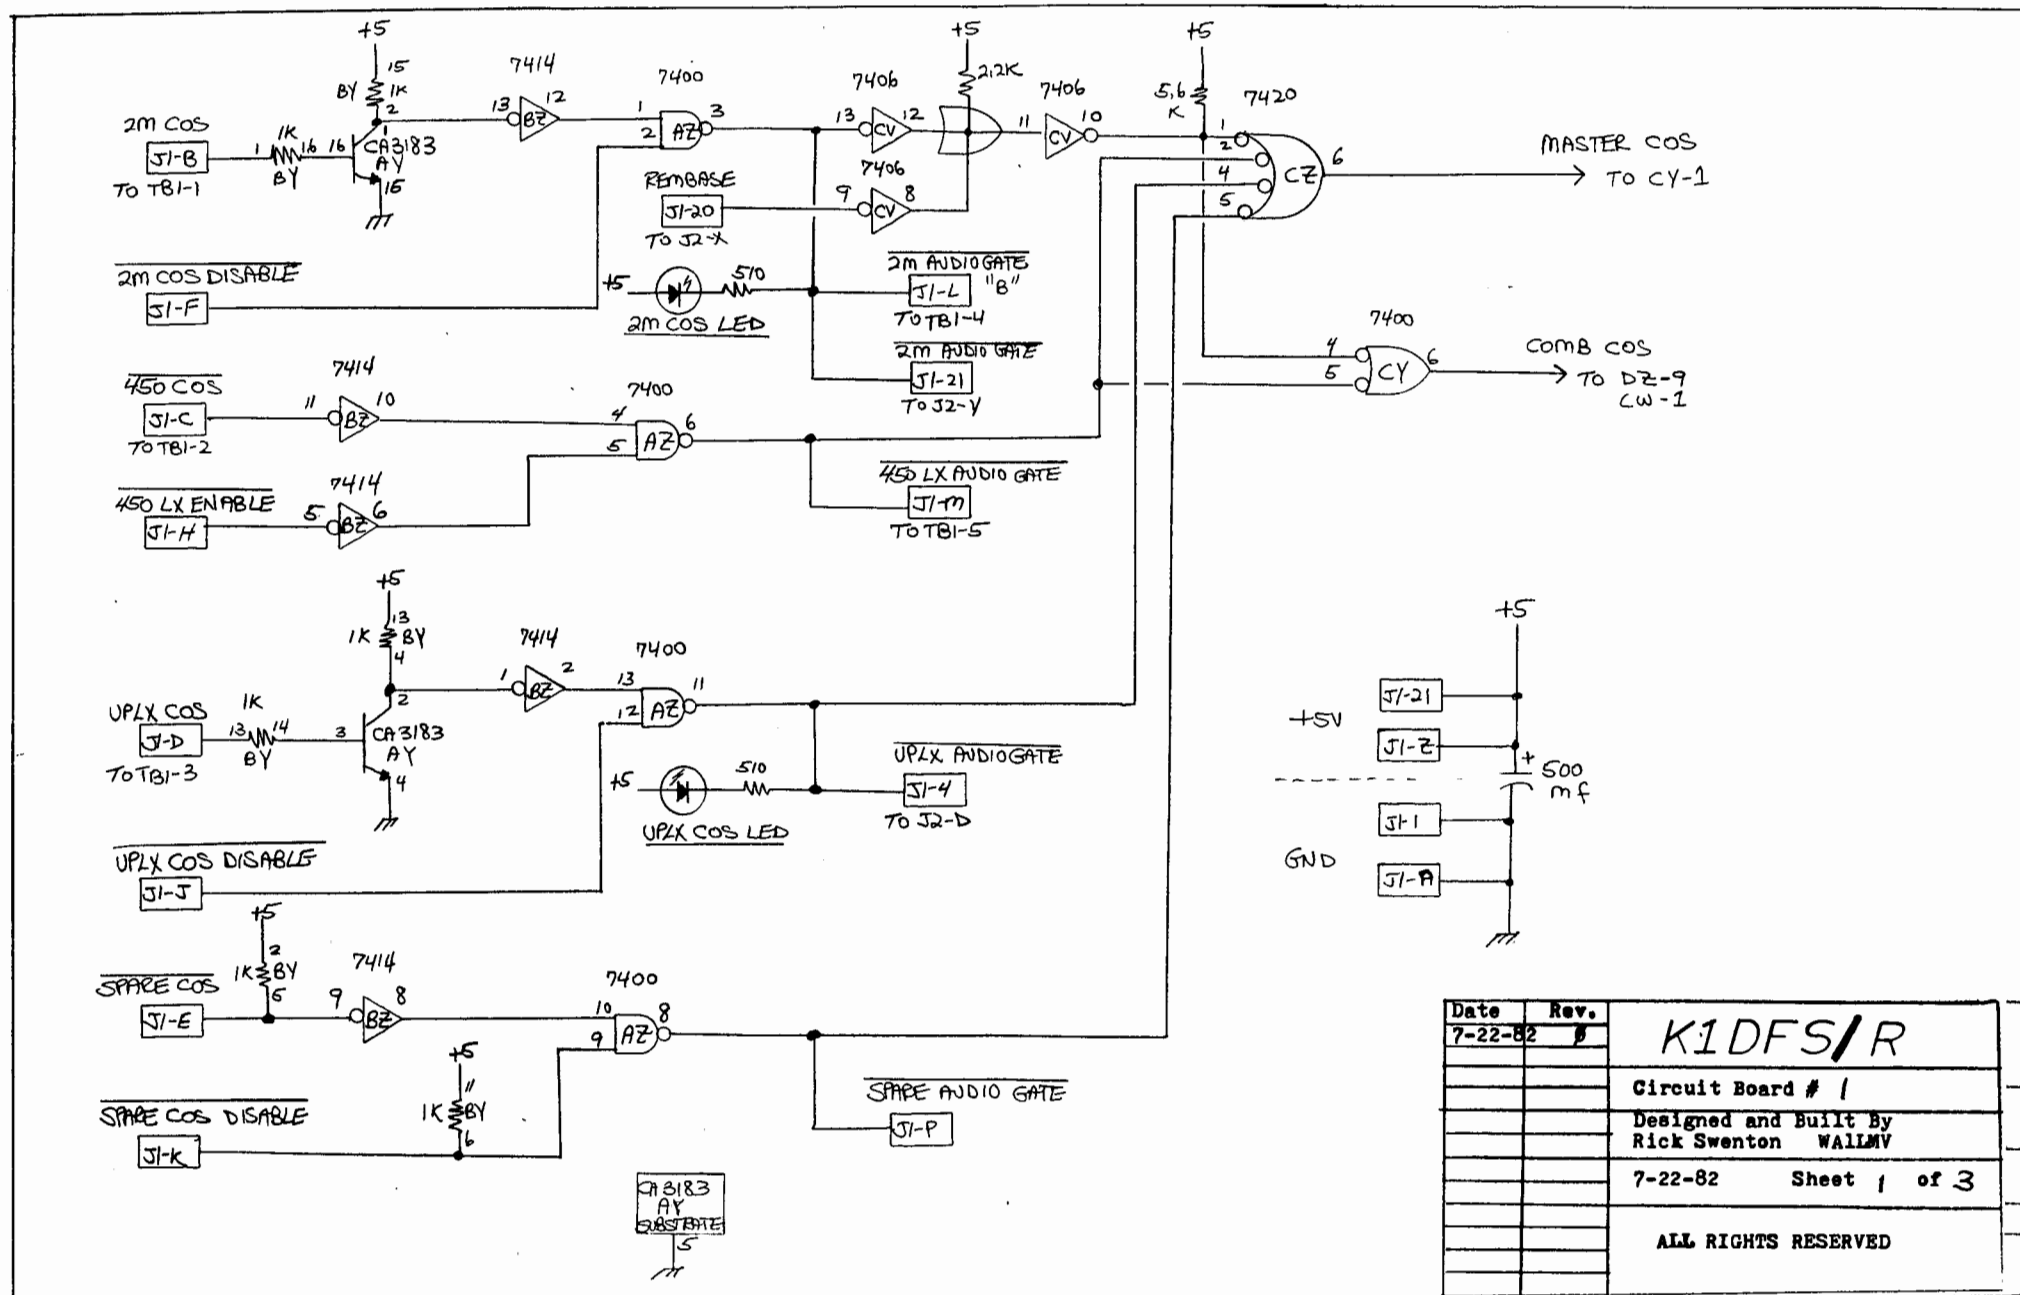 +5
15
BY 1K
2
2M COS
J1-B
TO TB1-1
1K
1 16 16
BY
1
CA3183
AY
15
7414
13 BZ 12
7400
1
2 AZ 3
7406
13 CV 12
+5
2.2K
7406
11 CV 10
+5
5.6
K
7420
1
2
4 CZ 6
5
MASTER COS
TO CY-1
7406
9 CV 8
REMBASE
J1-20
TO J2-X
2M COS DISABLE
J1-F
+5
510
2M COS LED
2M AUDIO GATE
J1-L "B"
TO TB1-4
2M AUDIO GATE
J1-21
TO J2-Y
7400
4
5 CY 6
COMB COS
TO DZ-9
CW-1
450 COS
J1-C
TO TB1-2
7414
11 BZ 10
7400
4
5 AZ 6
450 LX ENABLE
J1-H
7414
5 BZ 6
450 LX AUDIO GATE
J1-M
TO TB1-5
+5
13
1K BY
4
UPLX COS
J1-D
TO TB1-3
1K
13 14
BY
3
2
CA3183
AY
4
7414
1 BZ 2
7400
13
12 AZ 11
+5
510
UPLX COS LED
UPLX AUDIO GATE
J1-4
TO J2-D
UPLX COS DISABLE
J1-J
+5
J1-21
+5V
J1-Z
+ 500
mf
J1-1
GND
J1-A
+5
2
1K BY
5
SPARE COS
J1-E
7414
9 BZ 8
7400
10
9 AZ 8
SPARE COS DISABLE
J1-K
+5
11
1K BY
6
SPARE AUDIO GATE
J1-P
CA3183
AY
SUBSTRATE
5
Date Rev.
7-22-82 0
K1DFS/R
Circuit Board # 1
Designed and Built By
Rick Swenton WA1LMV
7-22-82 Sheet 1 of 3
ALL RIGHTS RESERVED